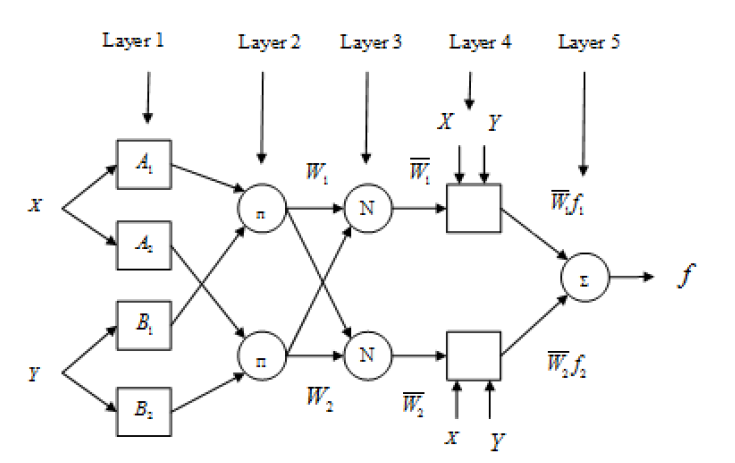 Layer 1 Layer 2 Layer 3 Layer 4 Layer 5
X Y
A₁ W₁ W̅₁ W̅₁f₁
X п N
A₂ Σ f
B₁
Y п N
B₂ W₂ W̅₂ W̅₂f₂
X Y